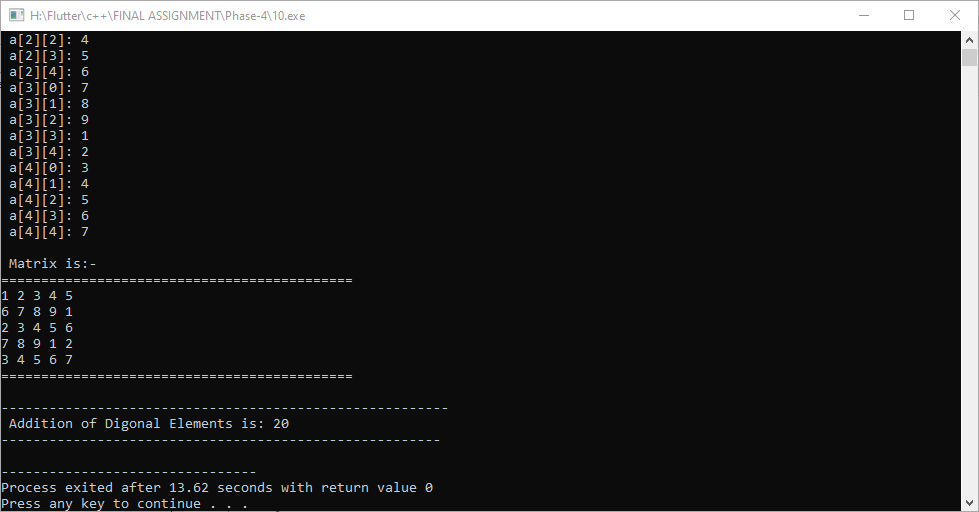 H:\Flutter\c++\FINAL ASSIGNMENT\Phase-4\10.exe
a[2][2]: 4
a[2][3]: 5
a[2][4]: 6
a[3][0]: 7
a[3][1]: 8
a[3][2]: 9
a[3][3]: 1
a[3][4]: 2
a[4][0]: 3
a[4][1]: 4
a[4][2]: 5
a[4][3]: 6
a[4][4]: 7
Matrix is:-
============================================
1 2 3 4 5
6 7 8 9 1
2 3 4 5 6
7 8 9 1 2
3 4 5 6 7
============================================
--------------------------------------------------------
Addition of Digonal Elements is: 20
-------------------------------------------------------
--------------------------------
Process exited after 13.62 seconds with return value 0
Press any key to continue . . .